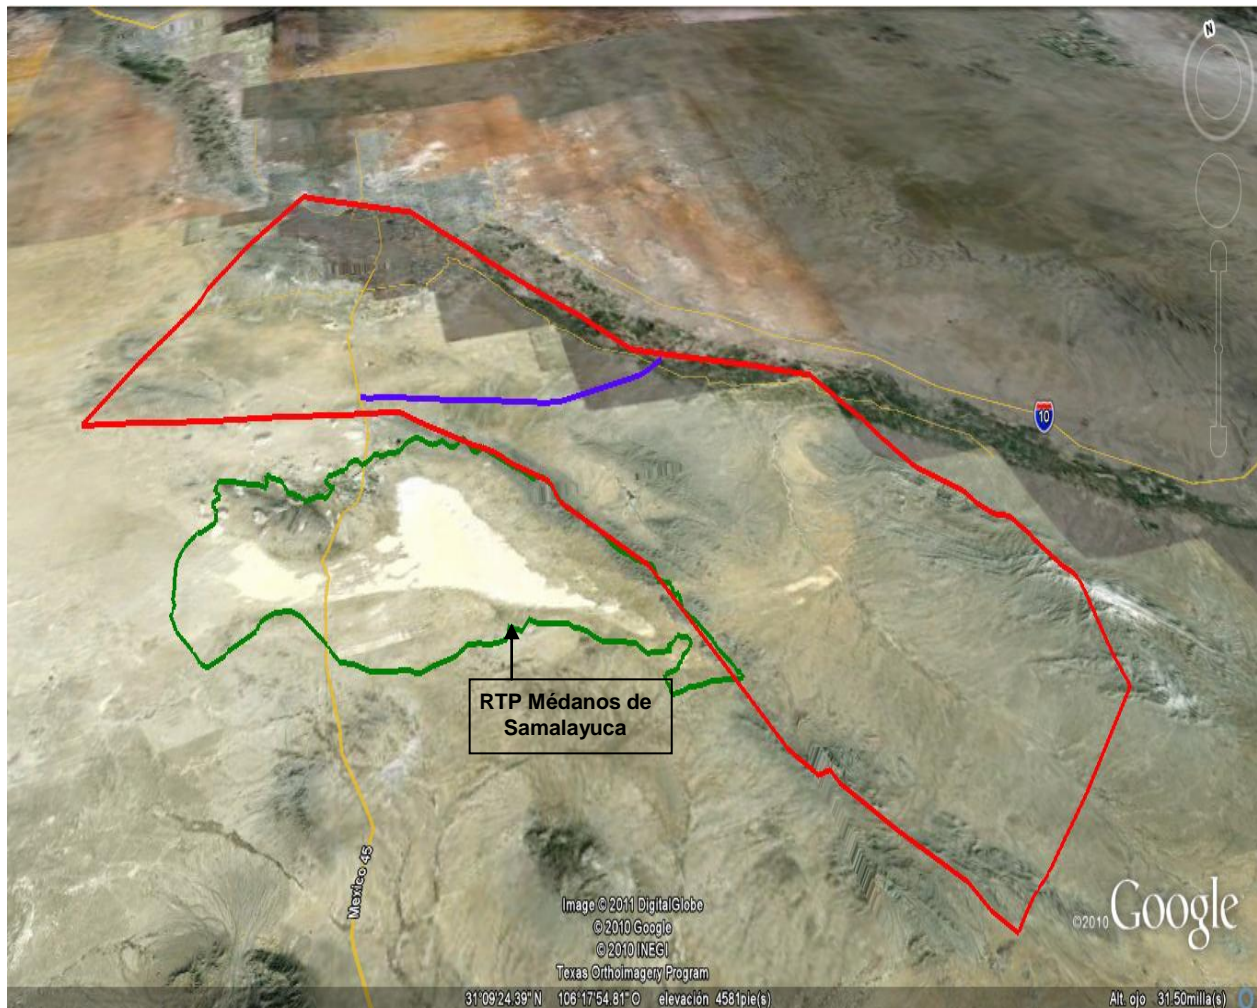 N
10
RTP Médanos de
Samalayuca
Mexico 45
Image © 2011 DigitalGlobe
© 2010 Google
© 2010 INEGI
Texas Orthoimagery Program
©2010 Google
31°09'24.39" N 106°17'54.81" O elevación 4581pie(s) Alt. ojo 31.50milla(s)